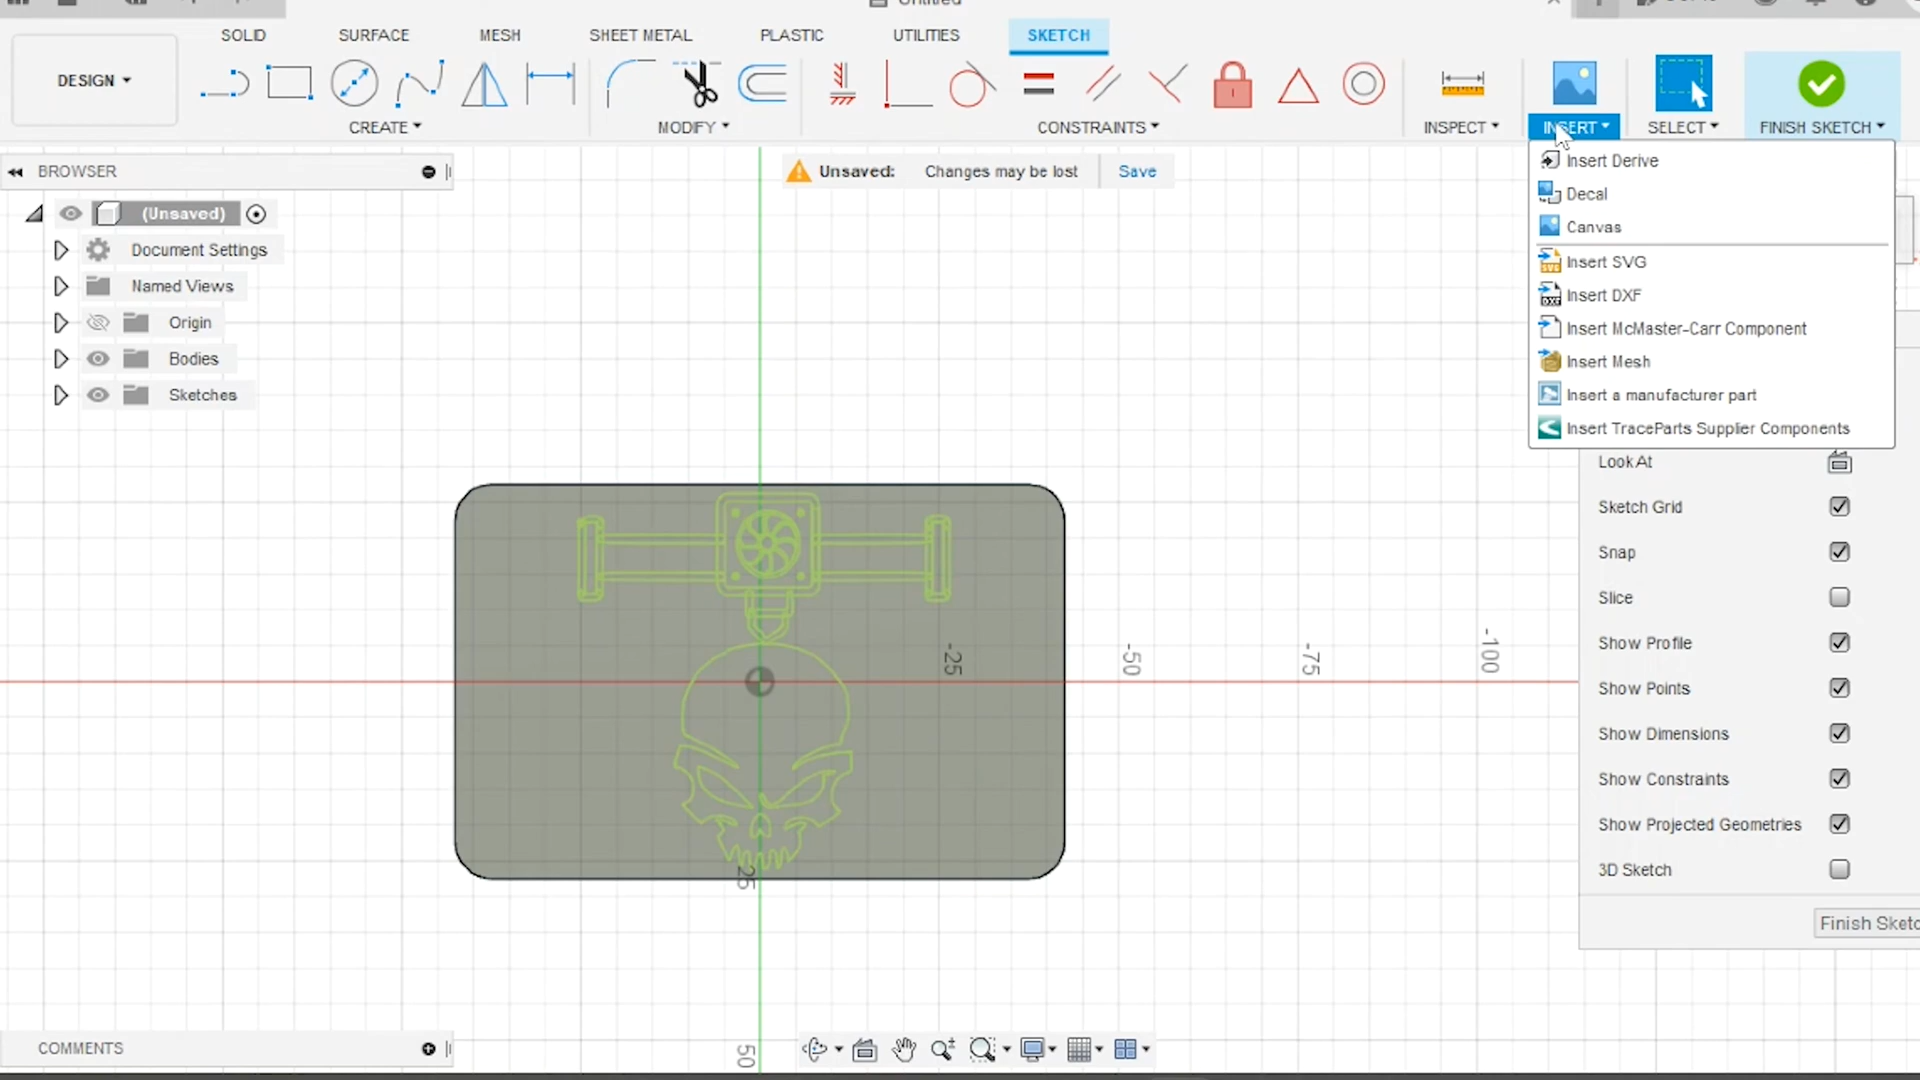 Untitled
SOLID
SURFACE
MESH
SHEET METAL
PLASTIC
UTILITIES
SKETCH
DESIGN
CREATE
MODIFY
CONSTRAINTS
INSPECT
INSERT
SELECT
FINISH SKETCH
BROWSER
Unsaved: Changes may be lost Save
(Unsaved)
Document Settings
Named Views
Origin
Bodies
Sketches
Insert Derive
Decal
Canvas
Insert SVG
Insert DXF
Insert McMaster-Carr Component
Insert Mesh
Insert a manufacturer part
Insert TraceParts Supplier Components
Look At
Sketch Grid
Snap
Slice
Show Profile
Show Points
Show Dimensions
Show Constraints
Show Projected Geometries
3D Sketch
-25
-50
-75
-100
25
50
COMMENTS